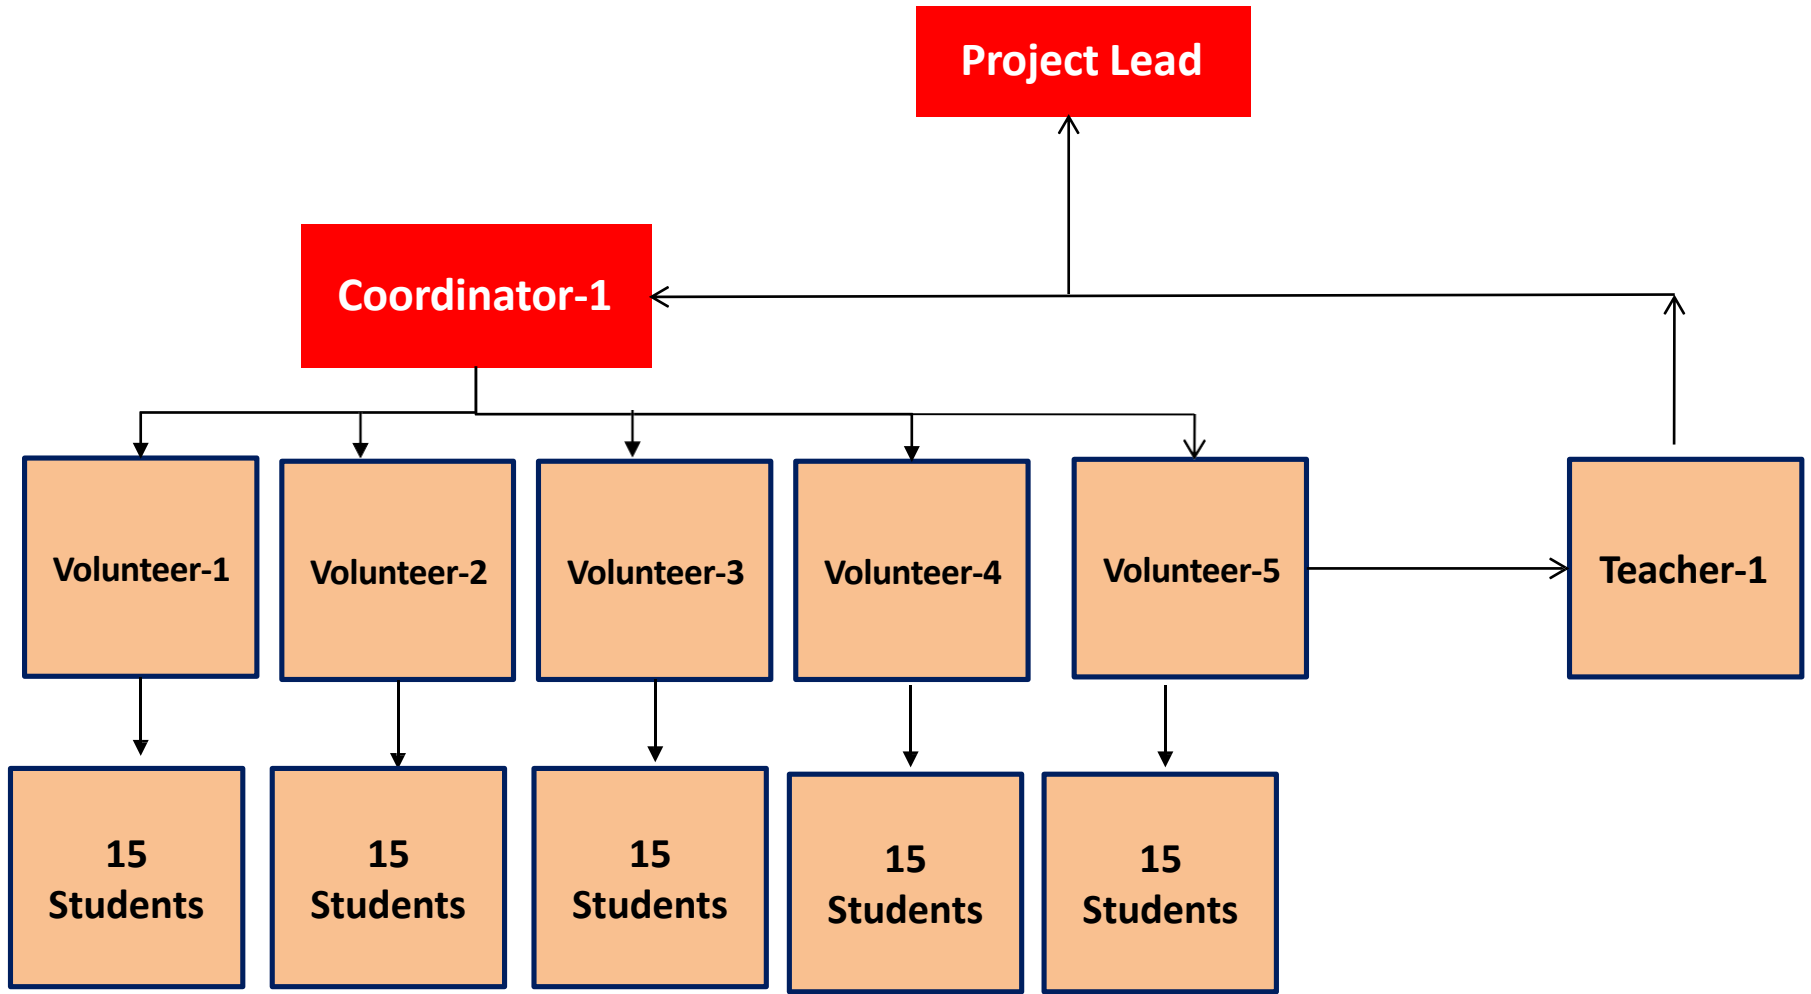 Project Lead
Coordinator-1
Volunteer-1
Volunteer-2
Volunteer-3
Volunteer-4
Volunteer-5
Teacher-1
15
Students
15
Students
15
Students
15
Students
15
Students